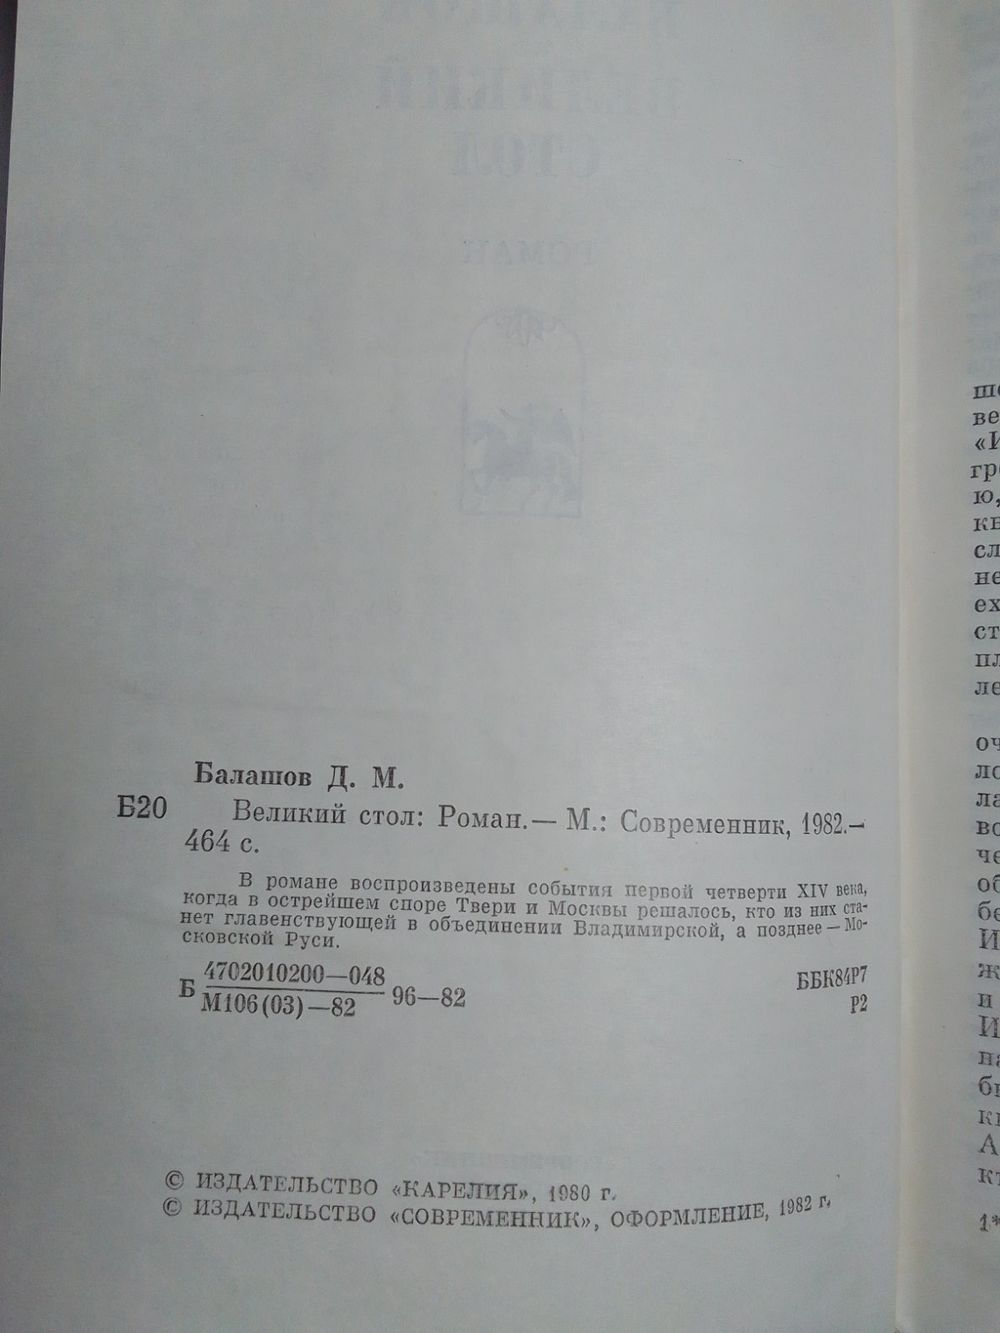 Балашов Д. М.
Б20 Великий стол: Роман.— М.: Современник, 1982.—
464 с.
В романе воспроизведены события первой четверти XIV века,
когда в острейшем споре Твери и Москвы решалось, кто из них ста-
нет главенствующей в объединении Владимирской, а позднее — Мо-
сковской Руси.
Б 4702010200—048
М106(03)—82 96—82
ББК84Р7
Р2
© ИЗДАТЕЛЬСТВО «КАРЕЛИЯ», 1980 г.
© ИЗДАТЕЛЬСТВО «СОВРЕМЕННИК», ОФОРМЛЕНИЕ, 1982 г.